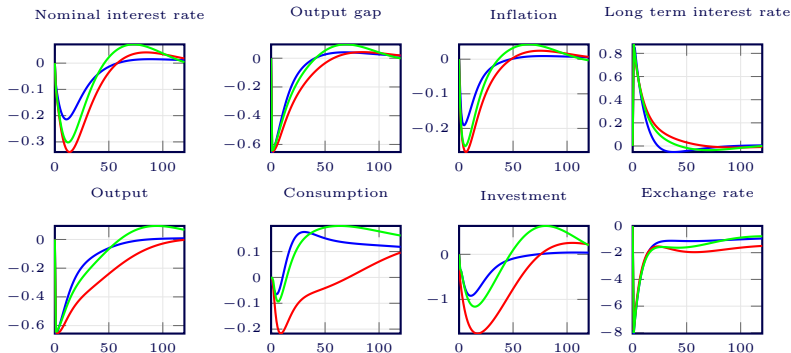 Nominal interest rate
Output gap
Inflation
Long term interest rate
0
−0.1
−0.2
−0.3
0 50 100
0
−0.2
−0.4
−0.6
0 50 100
0
−0.1
−0.2
0 50 100
0.8
0.6
0.4
0.2
0
0 50 100
Output
Consumption
Investment
Exchange rate
0
−0.2
−0.4
−0.6
0 50 100
0.1
0
−0.1
−0.2
0 50 100
0
−1
0 50 100
0
−2
−4
−6
−8
0 50 100